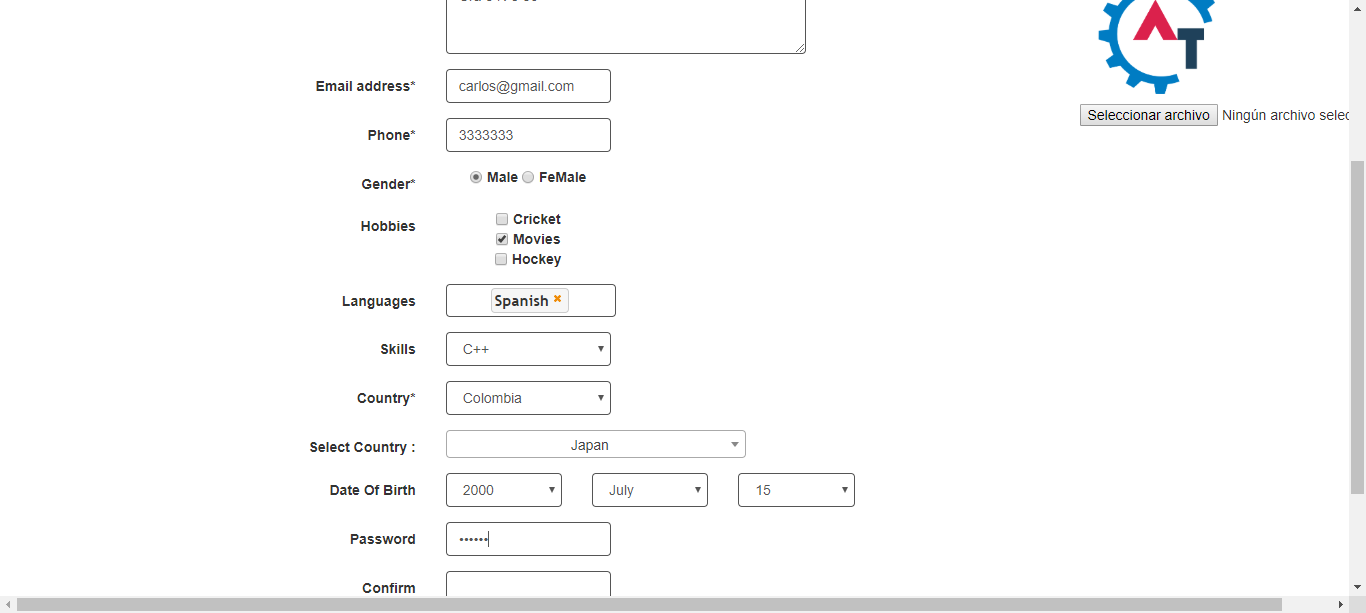 Email address* carlos@gmail.com
Seleccionar archivo Ningún archivo selec
Phone* 3333333
Gender* Male FeMale
Hobbies Cricket
Movies
Hockey
Languages Spanish
Skills C++
Country* Colombia
Select Country : Japan
Date Of Birth 2000 July 15
Password ••••••
Confirm